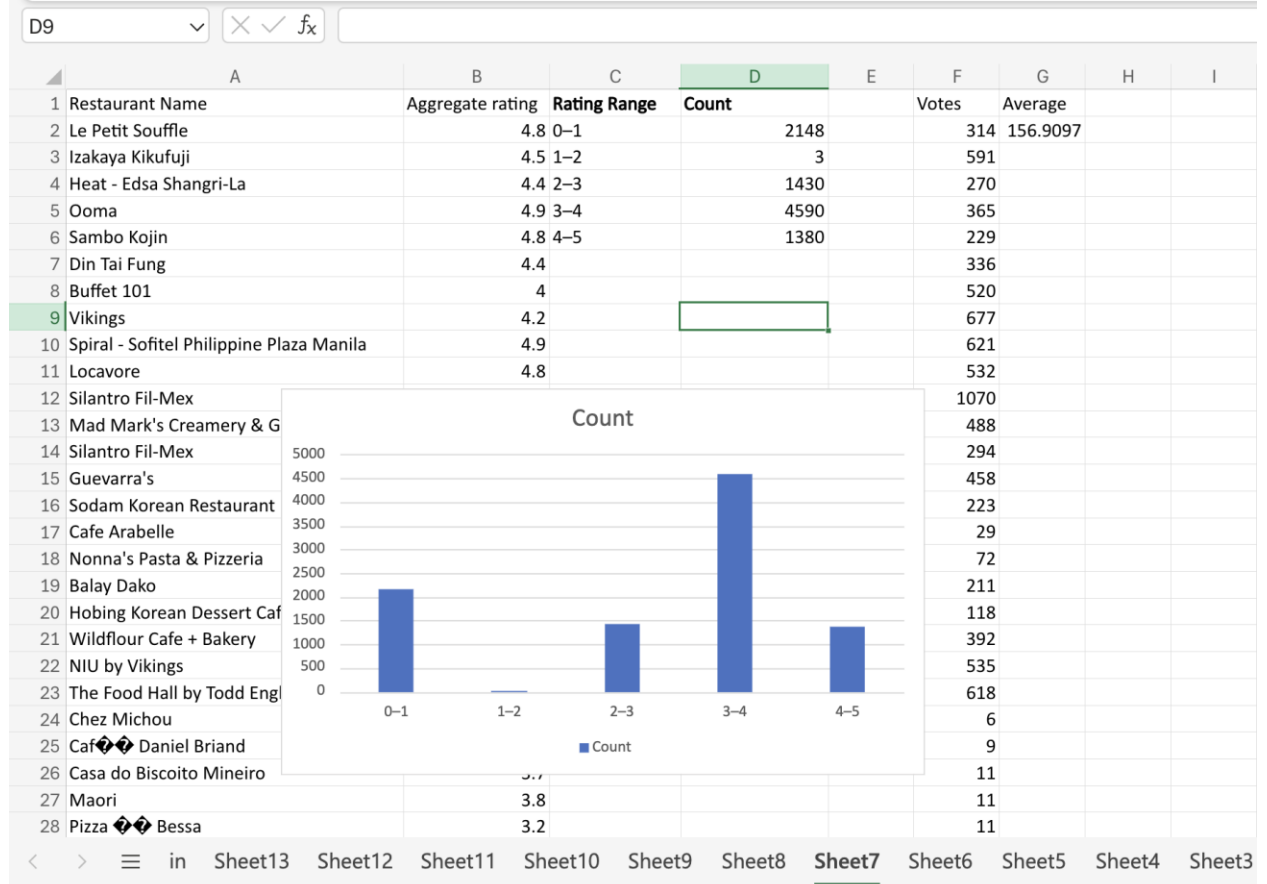 D9 fx
A B C D E F G H I
1 Restaurant Name Aggregate rating Rating Range Count Votes Average
2 Le Petit Souffle 4.8 0–1 2148 314 156.9097
3 Izakaya Kikufuji 4.5 1–2 3 591
4 Heat - Edsa Shangri-La 4.4 2–3 1430 270
5 Ooma 4.9 3–4 4590 365
6 Sambo Kojin 4.8 4–5 1380 229
7 Din Tai Fung 4.4 336
8 Buffet 101 4 520
9 Vikings 4.2 677
10 Spiral - Sofitel Philippine Plaza Manila 4.9 621
11 Locavore 4.8 532
12 Silantro Fil-Mex 1070
13 Mad Mark's Creamery & G 488
14 Silantro Fil-Mex 294
15 Guevarra's 458
16 Sodam Korean Restaurant 223
17 Cafe Arabelle 29
18 Nonna's Pasta & Pizzeria 72
19 Balay Dako 211
20 Hobing Korean Dessert Caf 118
21 Wildflour Cafe + Bakery 392
22 NIU by Vikings 535
23 The Food Hall by Todd Engl 618
24 Chez Michou 6
25 Caf�� Daniel Briand 9
26 Casa do Biscoito Mineiro 11
27 Maori 3.8 11
28 Pizza �� Bessa 3.2 11
Count
5000
4500
4000
3500
3000
2500
2000
1500
1000
500
0
0–1 1–2 2–3 3–4 4–5
Count
in Sheet13 Sheet12 Sheet11 Sheet10 Sheet9 Sheet8 Sheet7 Sheet6 Sheet5 Sheet4 Sheet3